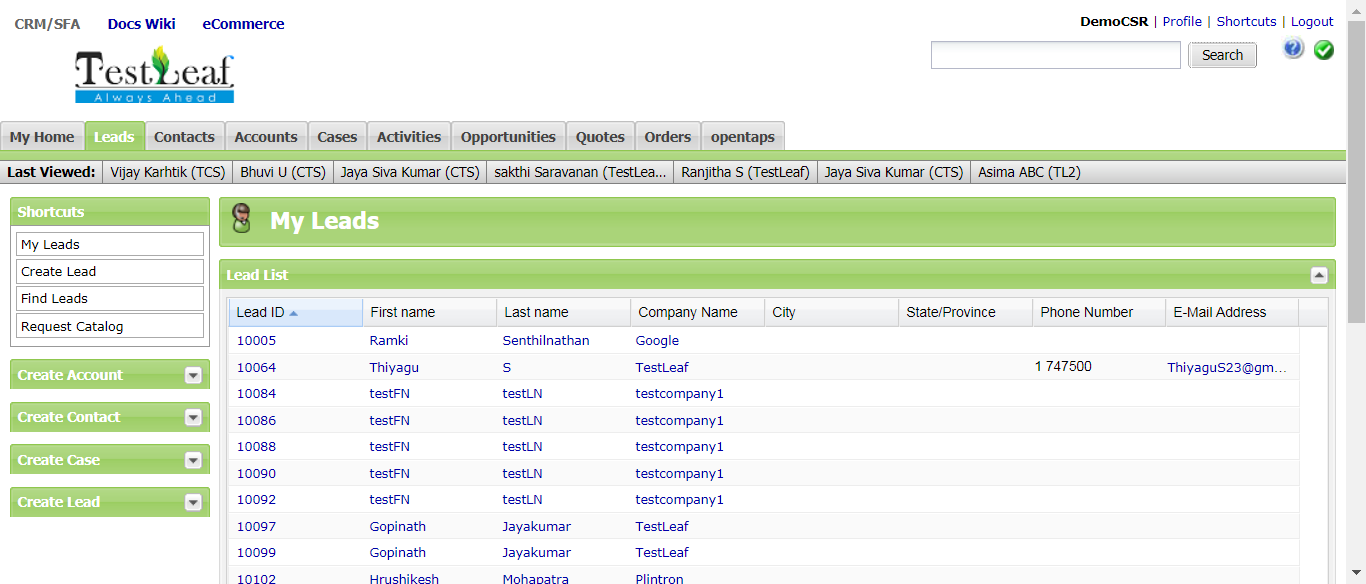 CRM/SFA Docs Wiki eCommerce
DemoCSR | Profile | Shortcuts | Logout
TestLeaf
Always Ahead
Search
My Home Leads Contacts Accounts Cases Activities Opportunities Quotes Orders opentaps
Last Viewed: Vijay Karhtik (TCS) Bhuvi U (CTS) Jaya Siva Kumar (CTS) sakthi Saravanan (TestLea... Ranjitha S (TestLeaf) Jaya Siva Kumar (CTS) Asima ABC (TL2)
Shortcuts
My Leads
Create Lead
Find Leads
Request Catalog
Create Account
Create Contact
Create Case
Create Lead
My Leads
Lead List
Lead ID First name Last name Company Name City State/Province Phone Number E-Mail Address
10005 Ramki Senthilnathan Google
10064 Thiyagu S TestLeaf 1 747500 ThiyaguS23@gm...
10084 testFN testLN testcompany1
10086 testFN testLN testcompany1
10088 testFN testLN testcompany1
10090 testFN testLN testcompany1
10092 testFN testLN testcompany1
10097 Gopinath Jayakumar TestLeaf
10099 Gopinath Jayakumar TestLeaf
10102 Hrushikesh Mohapatra Plintron